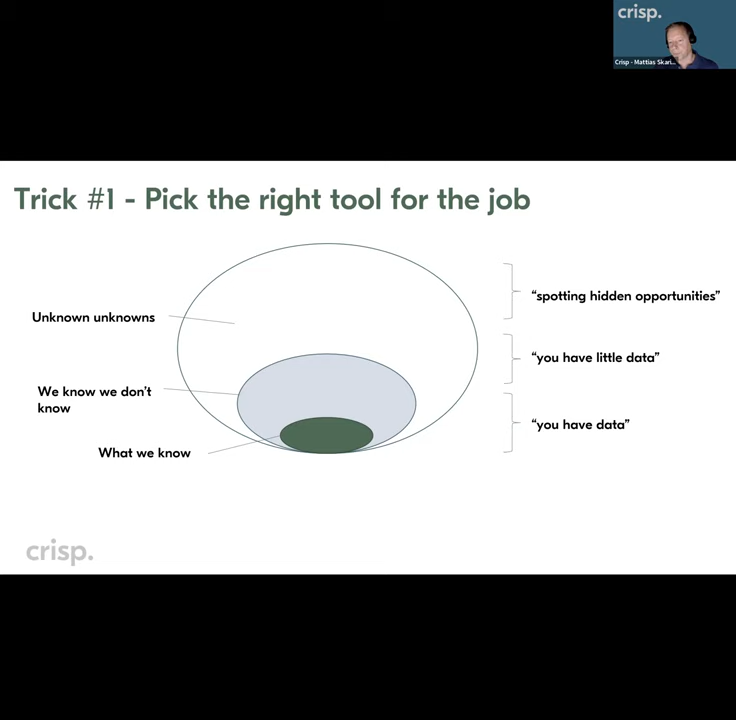 crisp.
Crisp - Mattias Skari...
Trick #1 - Pick the right tool for the job
Unknown unknowns
“spotting hidden opportunities”
“you have little data”
We know we don’t
know
“you have data”
What we know
crisp.